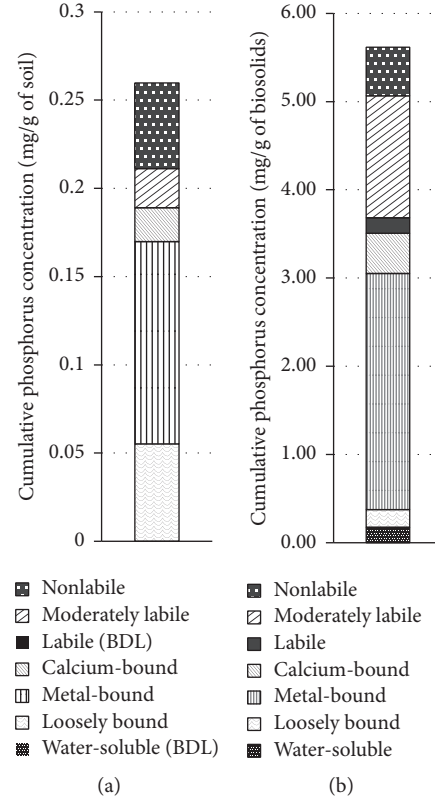 Cumulative phosphorus concentration (mg/g of soil)
0.3
0.25
0.2
0.15
0.1
0.05
0
Nonlabile
Moderately labile
Labile (BDL)
Calcium-bound
Metal-bound
Loosely bound
Water-soluble (BDL)
(a)
Cumulative phosphorus concentration (mg/g of biosolids)
6.00
5.00
4.00
3.00
2.00
1.00
0.00
Nonlabile
Moderately labile
Labile
Calcium-bound
Metal-bound
Loosely bound
Water-soluble
(b)